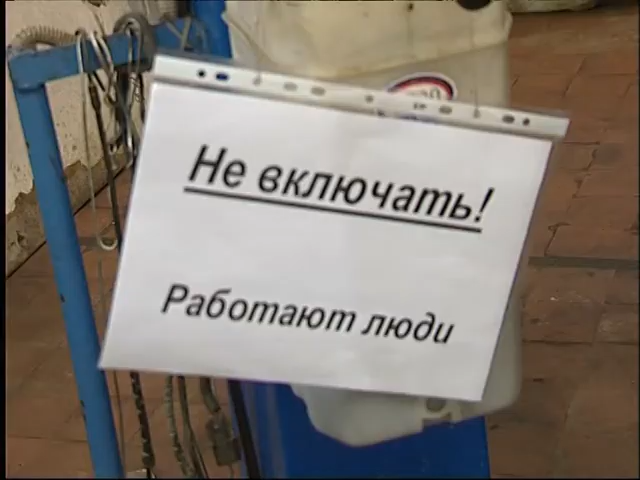 Не включать!
Работают люди